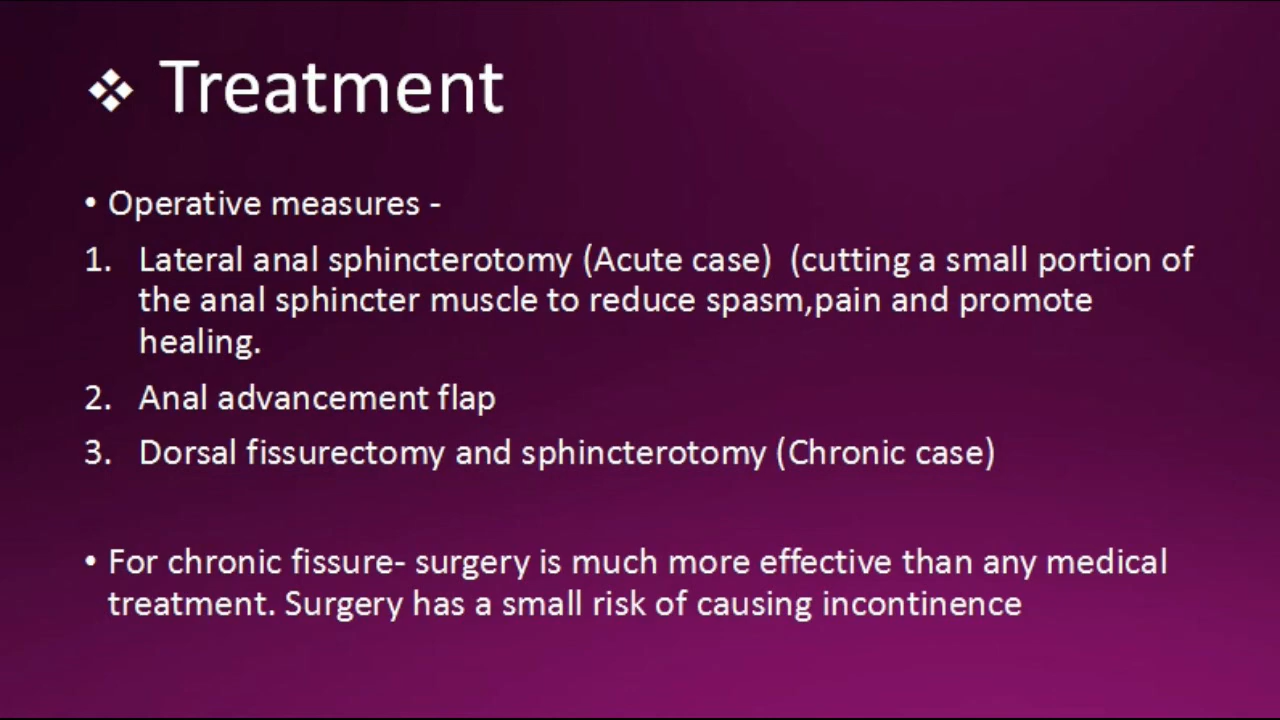 ❖ Treatment
• Operative measures -
1. Lateral anal sphincterotomy (Acute case)  (cutting a small portion of
the anal sphincter muscle to reduce spasm,pain and promote
healing.
2. Anal advancement flap
3. Dorsal fissurectomy and sphincterotomy (Chronic case)
• For chronic fissure- surgery is much more effective than any medical
treatment. Surgery has a small risk of causing incontinence